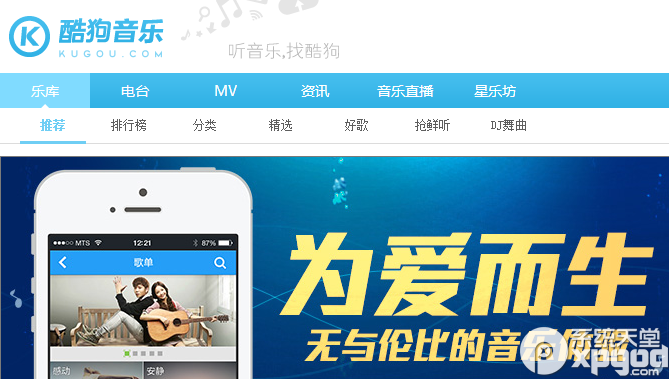 酷狗音乐
KUGOU.COM
听音乐,找酷狗
乐库 电台 MV 资讯 音乐直播 星乐坊
推荐 排行榜 分类 精选 好歌 抢鲜听 DJ舞曲
MTS 12:21 87%
歌单
为爱而生
无与伦比的音乐
系统天堂
感动 安静